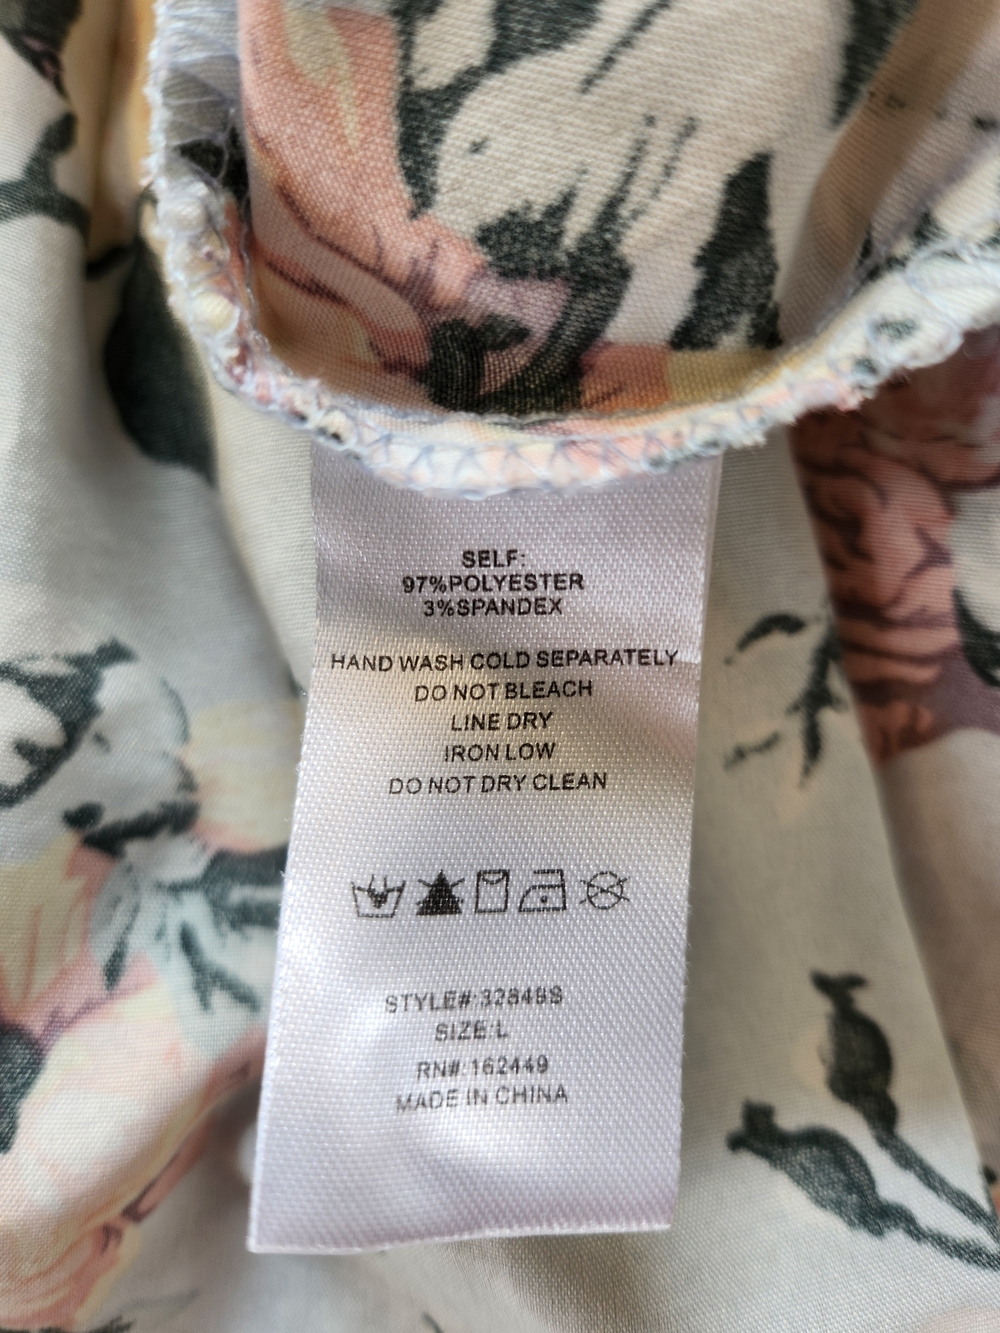 SELF:
97%POLYESTER
3%SPANDEX
HAND WASH COLD SEPARATELY
DO NOT BLEACH
LINE DRY
IRON LOW
DO NOT DRY CLEAN
STYLE#:32849S
SIZE:L
RN#:162449
MADE IN CHINA